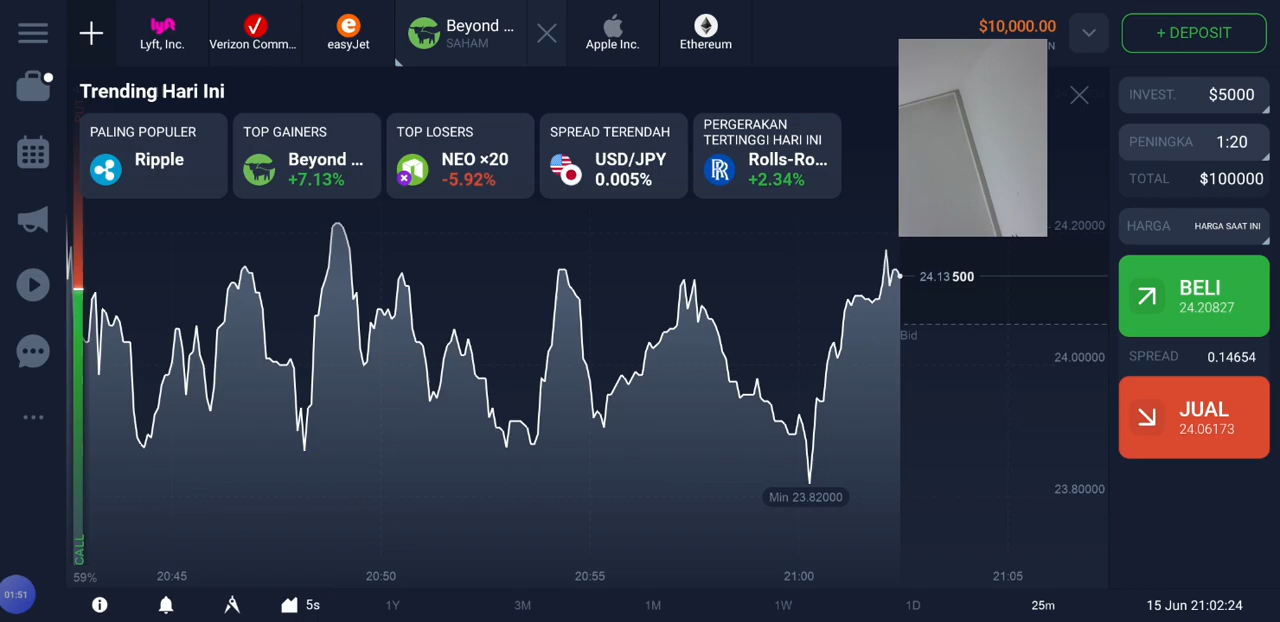 Lyft, Inc.
Verizon Comm...
easyJet
Beyond ...
SAHAM
Apple Inc.
Ethereum
$10,000.00
N
+ DEPOSIT
Trending Hari Ini
PALING POPULER
Ripple
TOP GAINERS
Beyond ...
+7.13%
TOP LOSERS
NEO ×20
-5.92%
SPREAD TERENDAH
USD/JPY
0.005%
PERGERAKAN
TERTINGGI HARI INI
Rolls-Ro...
+2.34%
INVEST. $5000
PENINGKA 1:20
TOTAL $100000
HARGA HARGA SAAT INI
BELI
24.20827
SPREAD 0.14654
JUAL
24.06173
24.20000
24.13500
Bid
24.00000
23.80000
Min 23.82000
CALL
59%
20:45 20:50 20:55 21:00 21:05
01:51
5s 1Y 3M 1M 1W 1D 25m 15 Jun 21:02:24